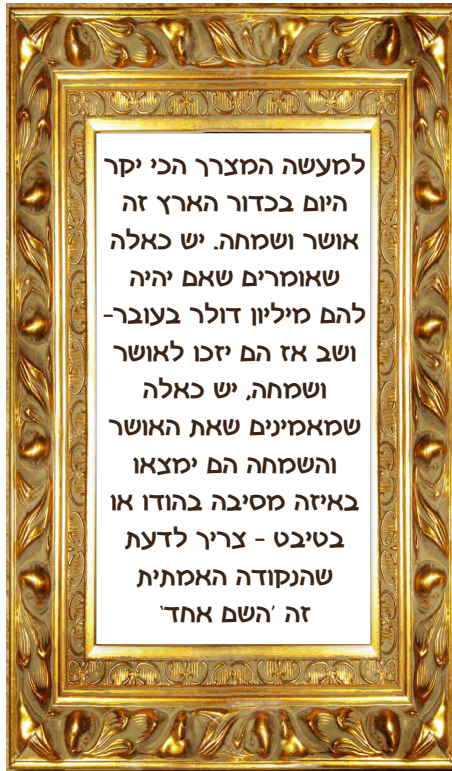 למעשה המצרך הכי יקר
היום בכדור הארץ זה
אושר ושמחה. יש כאלה
שאומרים שאם יהיה
להם מיליון דולר בעובר-
ושב אז הם יזכו לאושר
ושמחה, יש כאלה
שמאמינים שאת האושר
והשמחה הם ימצאו
באיזה מסיבה בהודו או
בטיבט - צריך לדעת
שהנקודה האמתית
זה 'השם אחד'